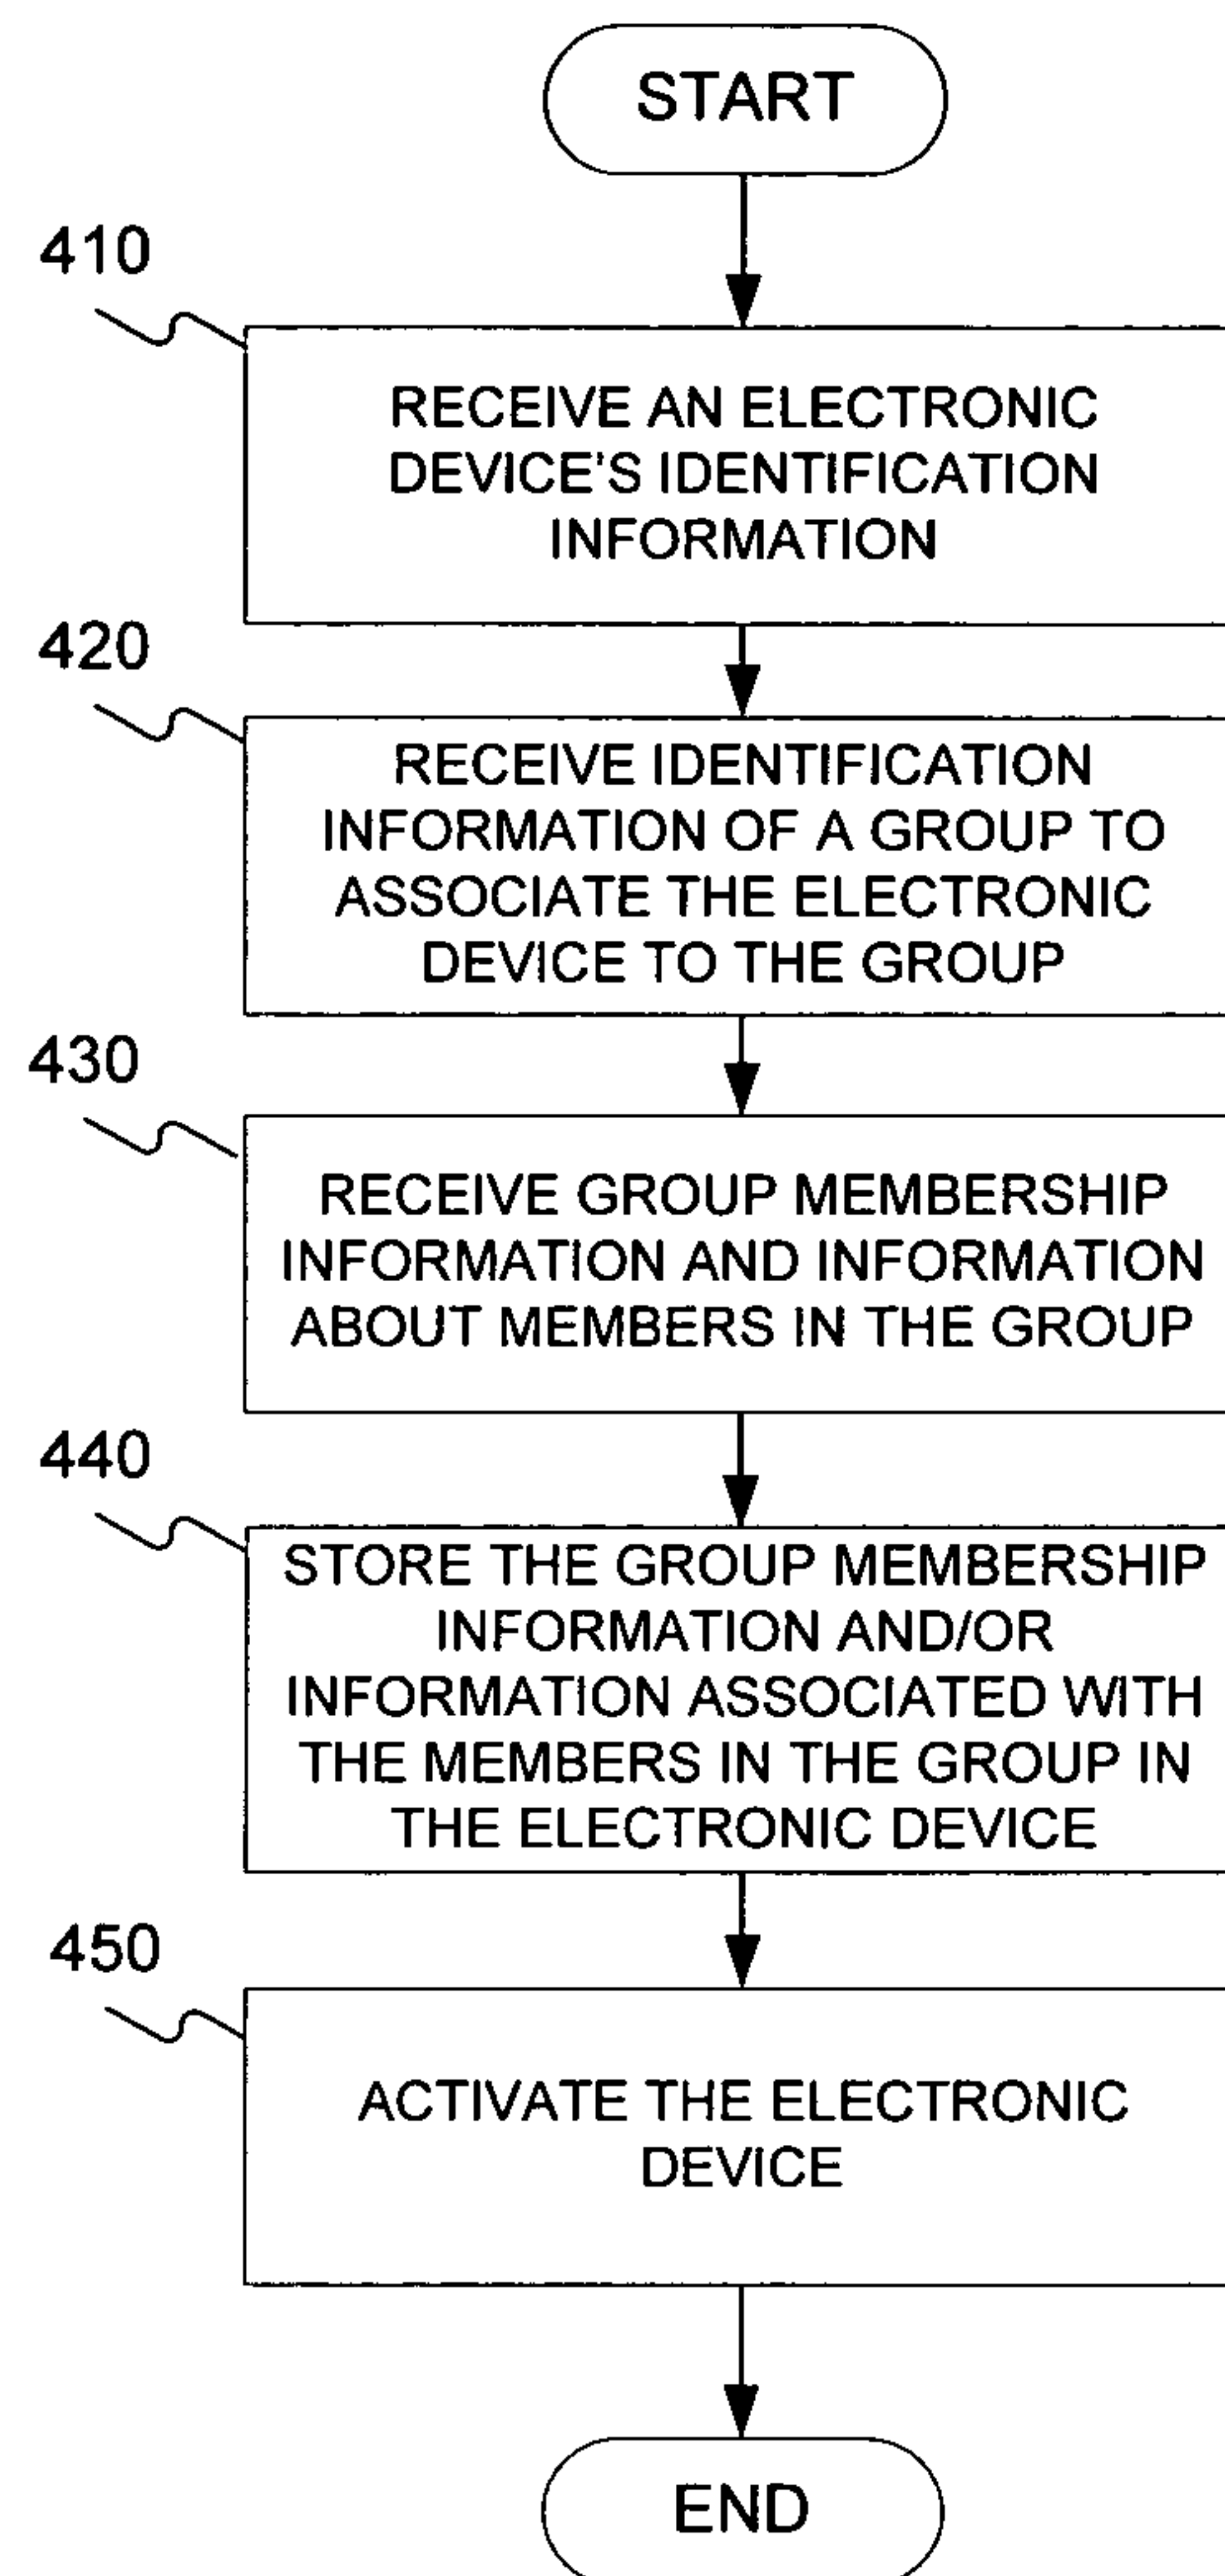 START
410
RECEIVE AN ELECTRONIC
DEVICE'S IDENTIFICATION
INFORMATION
420
RECEIVE IDENTIFICATION
INFORMATION OF A GROUP TO
ASSOCIATE THE ELECTRONIC
DEVICE TO THE GROUP
430
RECEIVE GROUP MEMBERSHIP
INFORMATION AND INFORMATION
ABOUT MEMBERS IN THE GROUP
440
STORE THE GROUP MEMBERSHIP
INFORMATION AND/OR
INFORMATION ASSOCIATED WITH
THE MEMBERS IN THE GROUP IN
THE ELECTRONIC DEVICE
450
ACTIVATE THE ELECTRONIC
DEVICE
END